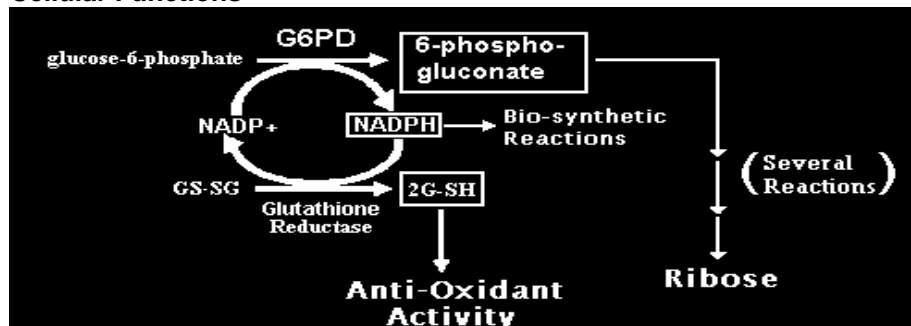 G6PD
glucose-6-phosphate
6-phospho-
gluconate
NADP+
NADPH
Bio-synthetic
Reactions
(Several
Reactions)
GS-SG
2G-SH
Glutathione
Reductase
Anti-Oxidant
Activity
Ribose